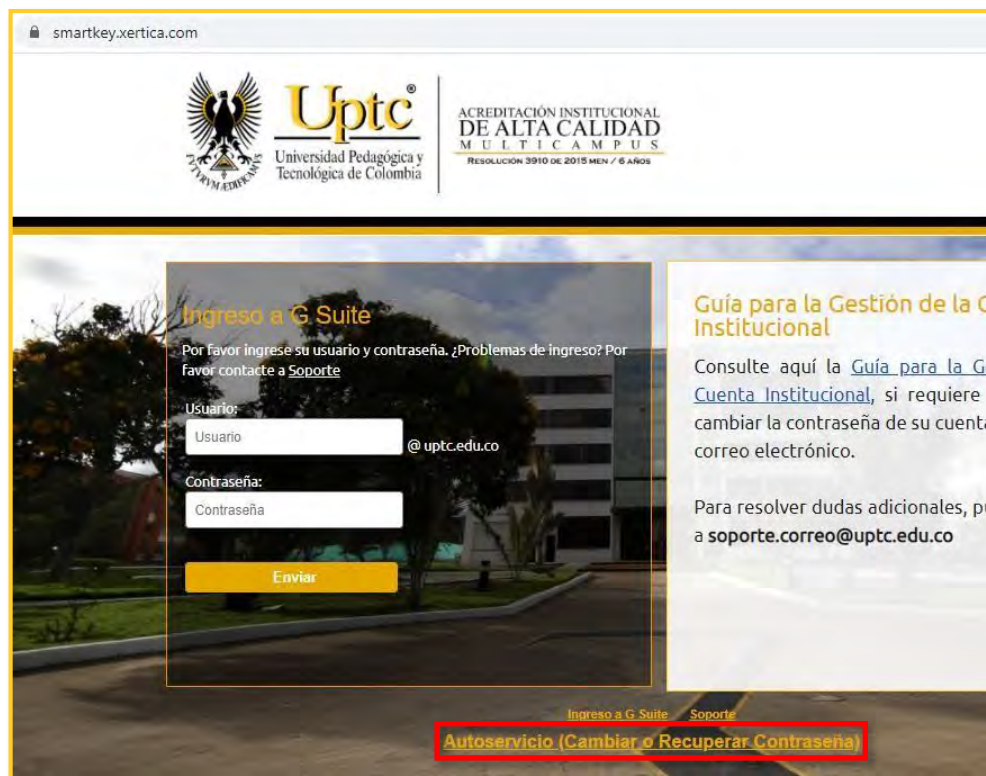 smartkey.xertica.com
Uptc®
Universidad Pedagógica y
Tecnológica de Colombia
ACREDITACIÓN INSTITUCIONAL
DE ALTA CALIDAD
MULTICAMPUS
RESOLUCIÓN 3910 DE 2015 MEN / 6 AÑOS
Ingreso a G Suite
Por favor ingrese su usuario y contraseña. ¿Problemas de ingreso? Por
favor contacte a Soporte
Usuario:
Usuario
@ uptc.edu.co
Contraseña:
Contraseña
Enviar
Guía para la Gestión de la
Institucional
Consulte aquí la Guía para la
Cuenta Institucional, si requiere
cambiar la contraseña de su cuenta
correo electrónico.
Para resolver dudas adicionales,
a soporte.correo@uptc.edu.co
Ingreso a G Suite Soporte
Autoservicio (Cambiar o Recuperar Contraseña)